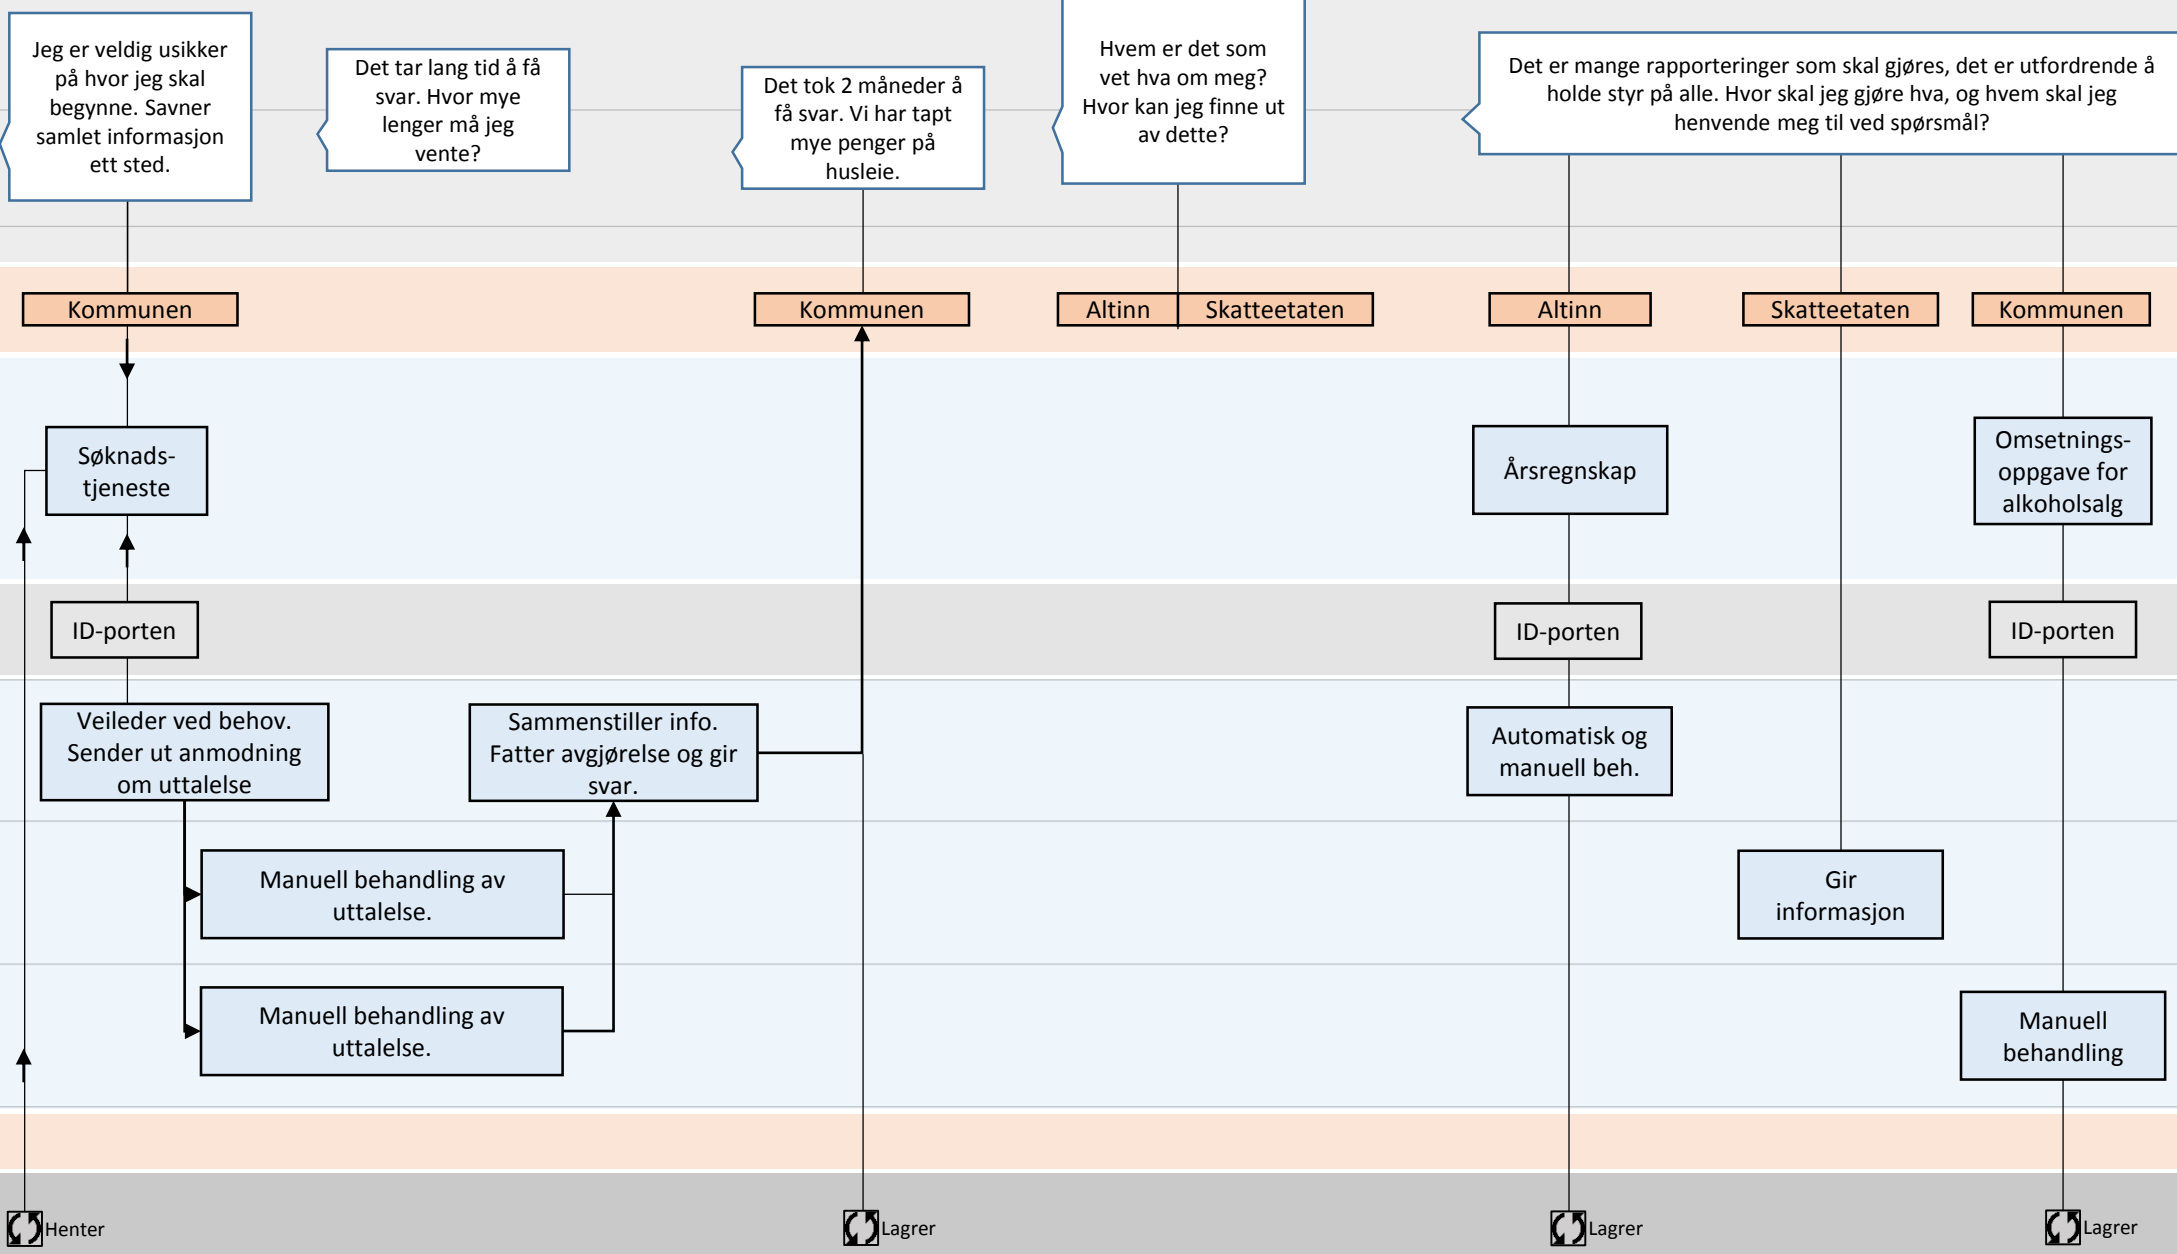 Jeg er veldig usikker
på hvor jeg skal
begynne. Savner
samlet informasjon
ett sted.
Det tar lang tid å få
svar. Hvor mye
lenger må jeg
vente?
Det tok 2 måneder å
få svar. Vi har tapt
mye penger på
husleie.
Hvem er det som
vet hva om meg?
Hvor kan jeg finne ut
av dette?
Det er mange rapporteringer som skal gjøres, det er utfordrende å
holde styr på alle. Hvor skal jeg gjøre hva, og hvem skal jeg
henvende meg til ved spørsmål?
Kommunen
Kommunen
Altinn
Skatteetaten
Altinn
Skatteetaten
Kommunen
Søknads-
tjeneste
Årsregnskap
Omsetnings-
oppgave for
alkoholsalg
ID-porten
ID-porten
ID-porten
Veileder ved behov.
Sender ut anmodning
om uttalelse
Sammenstiller info.
Fatter avgjørelse og gir
svar.
Automatisk og
manuell beh.
Manuell behandling av
uttalelse.
Gir
informasjon
Manuell behandling av
uttalelse.
Manuell
behandling
Henter
Lagrer
Lagrer
Lagrer